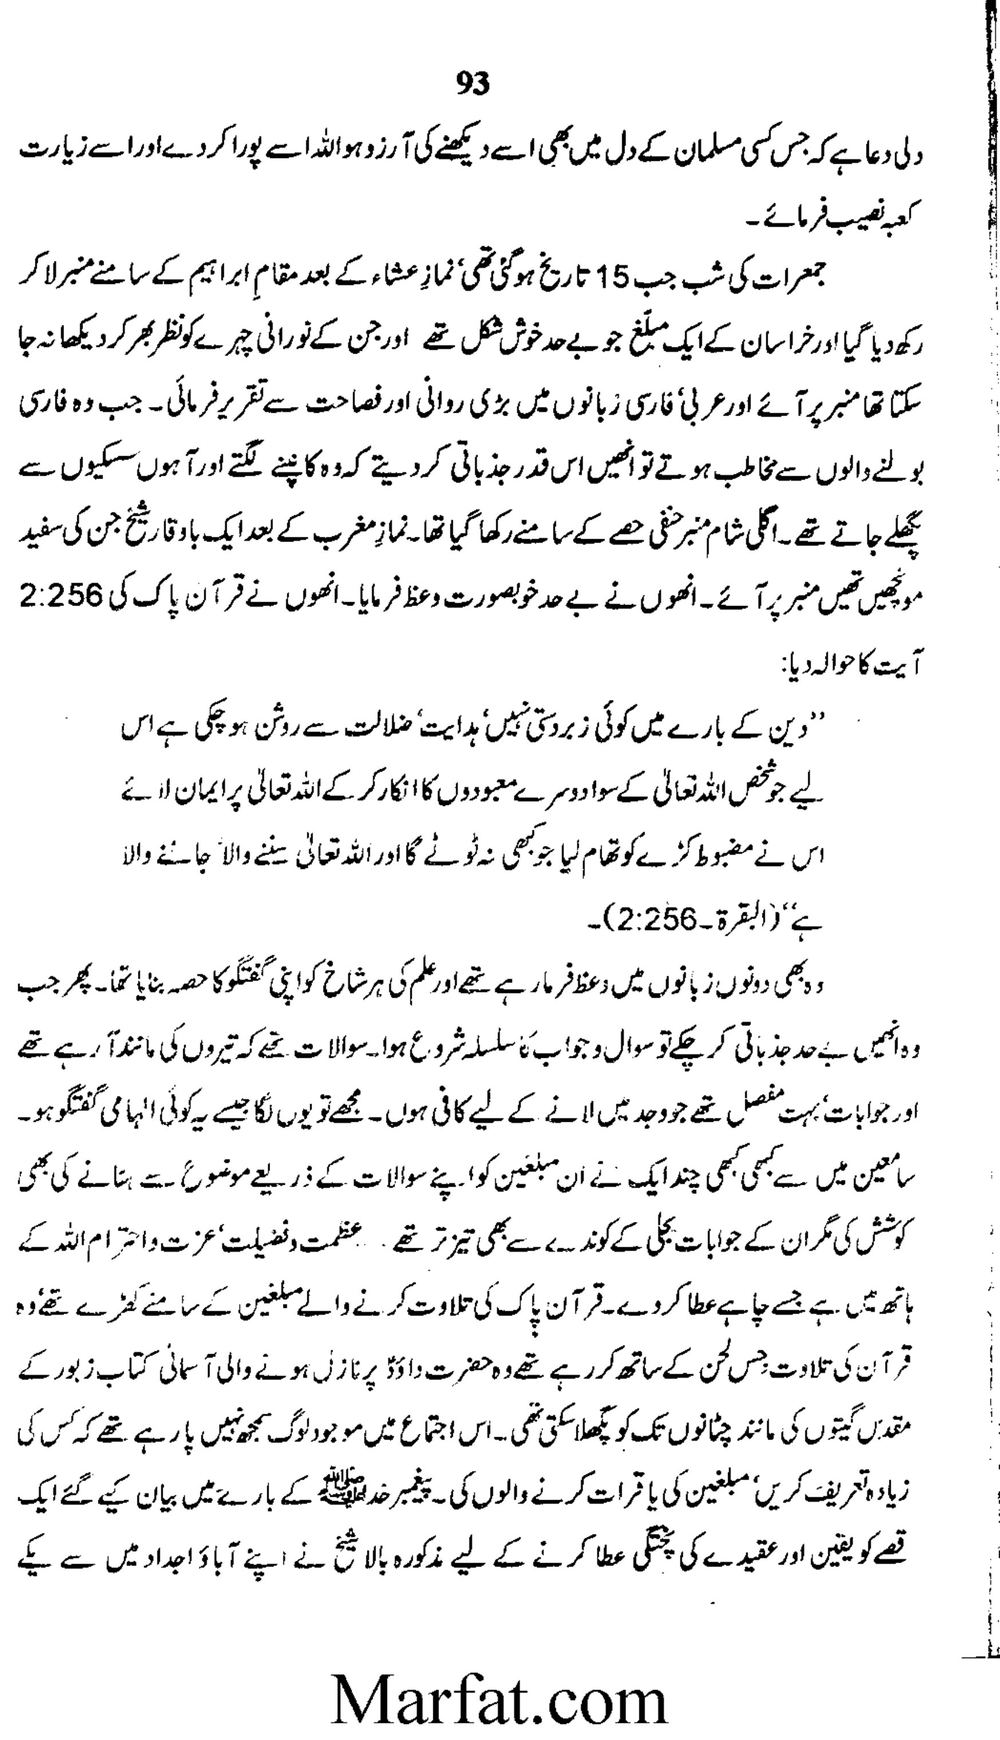 93
دلی دعا ہے کہ جس کسی مسلمان کے دل میں بھی اسے دیکھنے کی آرزو ہو اللہ اسے پورا کر دے اور اسے زیارت
کعبہ نصیب فرمائے۔
جمعرات کی شب جب 15 تاریخ ہوگئی تھی' نمازِ عشاء کے بعد مقامِ ابراہیم کے سامنے منبر لا کر
رکھ دیا گیا اور خراسان کے ایک مبلّغ جو بے حد خوش شکل تھے اور جن کے نورانی چہرے کو نظر بھر کر دیکھا نہ جا
سکتا تھا منبر پر آئے اور عربی' فارسی زبانوں میں بڑی روانی اور فصاحت سے تقریر فرمائی۔ جب وہ فارسی
بولنے والوں سے مخاطب ہوتے تو انھیں اس قدر جذباتی کر دیتے کہ وہ کانپنے لگتے اور آہوں سسکیوں سے
پگھلے جاتے تھے۔ اگلی شام منبر حنفی حصے کے سامنے رکھا گیا تھا۔ نمازِ مغرب کے بعد ایک باوقار شیخ جن کی سفید
مونچھیں تھیں منبر پر آئے۔ انھوں نے بے حد خوبصورت وعظ فرمایا۔ انھوں نے قرآن پاک کی 2:256
آیت کا حوالہ دیا:
''دین کے بارے میں کوئی زبردستی نہیں' ہدایت' ضلالت سے روشن ہو چکی ہے اس
لیے جو شخص اللہ تعالیٰ کے سوا دوسرے معبودوں کا انکار کر کے اللہ تعالیٰ پر ایمان لائے
اس نے مضبوط کڑے کو تھام لیا جو کبھی نہ ٹوٹے گا اور اللہ تعالیٰ سننے والا' جاننے والا
ہے'' (البقرۃ۔2:256)۔
وہ بھی دونوں زبانوں میں وعظ فرما رہے تھے اور علم کی ہر شاخ کو اپنی گفتگو کا حصہ بنایا تھا۔ پھر جب
وہ انھیں بے حد جذباتی کر چکے تو سوال و جواب کا سلسلہ شروع ہوا۔ سوالات تھے کہ تیروں کی مانند آ رہے تھے
اور جوابات' بہت مفصل تھے جو وجد میں لانے کے لیے کافی ہوں۔ مجھے تو یوں لگا جیسے یہ کوئی الہامی گفتگو ہو۔
سامعین میں سے کبھی کبھی چند ایک نے ان مبلغین کو اپنے سوالات کے ذریعے موضوع سے ہٹانے کی بھی
کوشش کی مگر ان کے جوابات بجلی کے کوندے سے بھی تیز تر تھے... عظمت و فضیلت' عزت و احترام اللہ کے
ہاتھ میں ہے جسے چاہے عطا کر دے۔ قرآن پاک کی تلاوت کرنے والے مبلغین کے سامنے کھڑے تھے' وہ
قرآن کی تلاوت جس لحن کے ساتھ کر رہے تھے وہ حضرت داؤدؑ پر نازل ہونے والی آسمانی کتاب زبور کے
مقدس گیتوں کی مانند چٹانوں تک کو پگھلا سکتی تھی۔ اس اجتماع میں موجود لوگ سمجھ نہیں پا رہے تھے کہ کس کی
زیادہ تعریف کریں' مبلغین کی یا قرات کرنے والوں کی۔ پیغمبرِ خدا ﷺ کے بارے میں بیان کیے گئے ایک
قصے کو یقین اور عقیدے کی پختگی عطا کرنے کے لیے مذکورہ بالا شیخ نے اپنے آباؤ اجداد میں سے یکے
Marfat.com